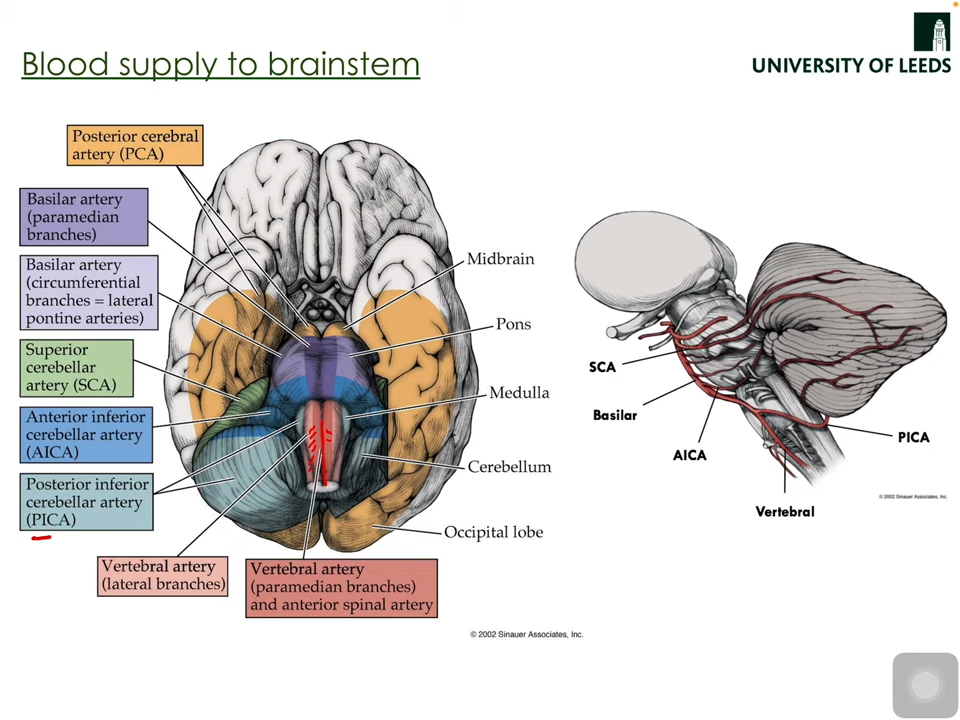 Blood supply to brainstem
UNIVERSITY OF LEEDS
Posterior cerebral
artery (PCA)
Basilar artery
(paramedian
branches)
Basilar artery
(circumferential
branches = lateral
pontine arteries)
Superior
cerebellar
artery (SCA)
Anterior inferior
cerebellar artery
(AICA)
Posterior inferior
cerebellar artery
(PICA)
Vertebral artery
(lateral branches)
Vertebral artery
(paramedian branches)
and anterior spinal artery
Midbrain
Pons
Medulla
Cerebellum
Occipital lobe
© 2002 Sinauer Associates, Inc.
SCA
Basilar
AICA
PICA
Vertebral
© 2002 Sinauer Associates, Inc.